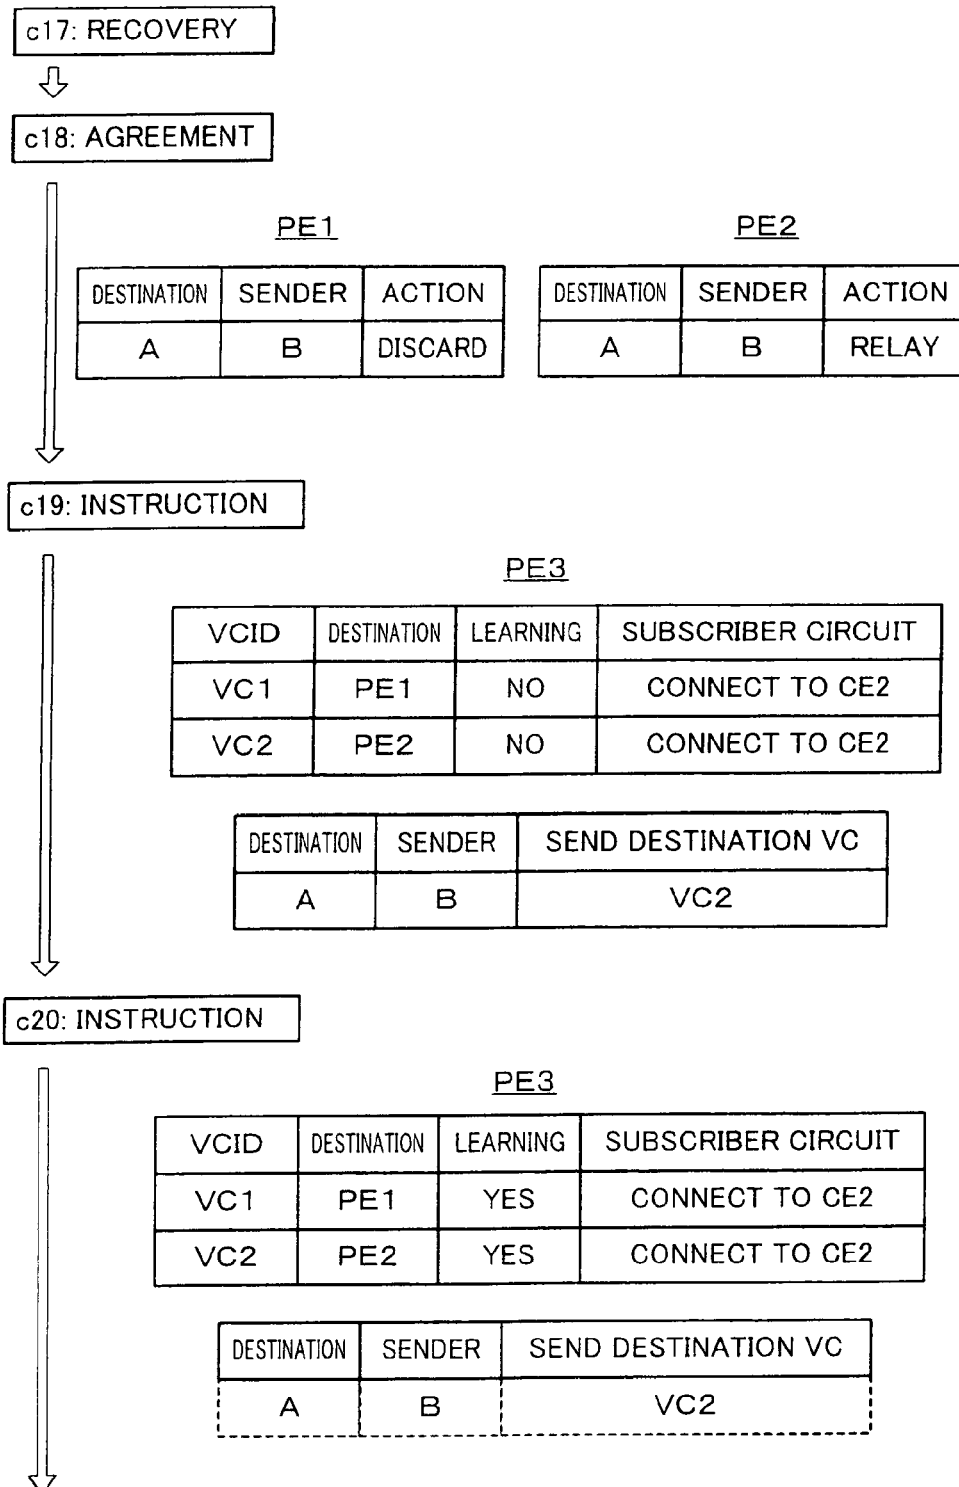 c17: RECOVERY
c18: AGREEMENT
PE1
DESTINATION SENDER ACTION
A B DISCARD
PE2
DESTINATION SENDER ACTION
A B RELAY
c19: INSTRUCTION
PE3
VCID DESTINATION LEARNING SUBSCRIBER CIRCUIT
VC1 PE1 NO CONNECT TO CE2
VC2 PE2 NO CONNECT TO CE2
DESTINATION SENDER SEND DESTINATION VC
A B VC2
c20: INSTRUCTION
PE3
VCID DESTINATION LEARNING SUBSCRIBER CIRCUIT
VC1 PE1 YES CONNECT TO CE2
VC2 PE2 YES CONNECT TO CE2
DESTINATION SENDER SEND DESTINATION VC
A B VC2